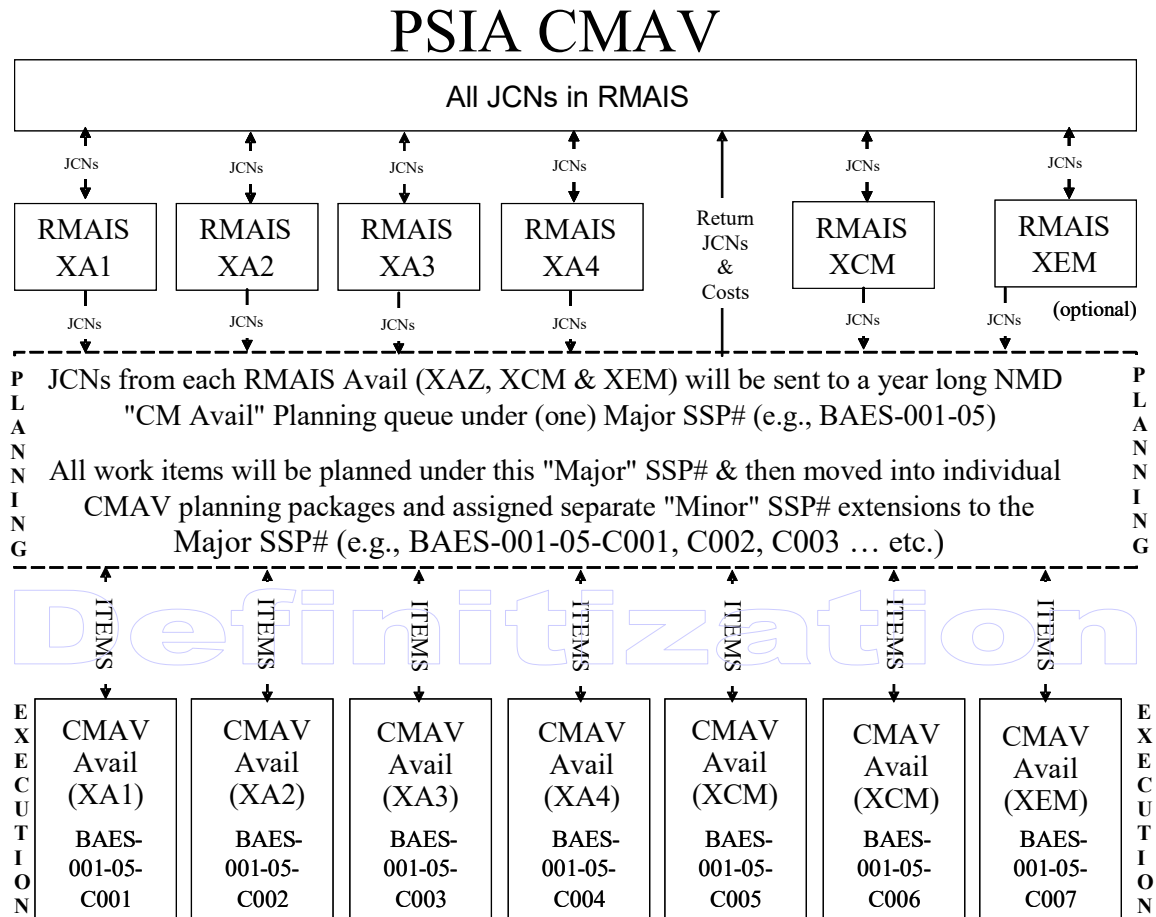 PSIA CMAV
All JCNs in RMAIS
JCNs
JCNs
JCNs
JCNs
JCNs
JCNs
RMAIS
XA1
RMAIS
XA2
RMAIS
XA3
RMAIS
XA4
Return
JCNs
&
Costs
RMAIS
XCM
RMAIS
XEM
(optional)
JCNs
JCNs
JCNs
JCNs
JCNs
JCNs
PLANNING
JCNs from each RMAIS Avail (XAZ, XCM & XEM) will be sent to a year long NMD
"CM Avail" Planning queue under (one) Major SSP# (e.g., BAES-001-05)
All work items will be planned under this "Major" SSP# & then moved into individual
CMAV planning packages and assigned separate "Minor" SSP# extensions to the
Major SSP# (e.g., BAES-001-05-C001, C002, C003 … etc.)
PLANNING
Definitization
ITEMS
ITEMS
ITEMS
ITEMS
ITEMS
ITEMS
ITEMS
EXECUTION
CMAV
Avail
(XA1)
BAES-
001-05-
C001
CMAV
Avail
(XA2)
BAES-
001-05-
C002
CMAV
Avail
(XA3)
BAES-
001-05-
C003
CMAV
Avail
(XA4)
BAES-
001-05-
C004
CMAV
Avail
(XCM)
BAES-
001-05-
C005
CMAV
Avail
(XCM)
BAES-
001-05-
C006
CMAV
Avail
(XEM)
BAES-
001-05-
C007
EXECUTION